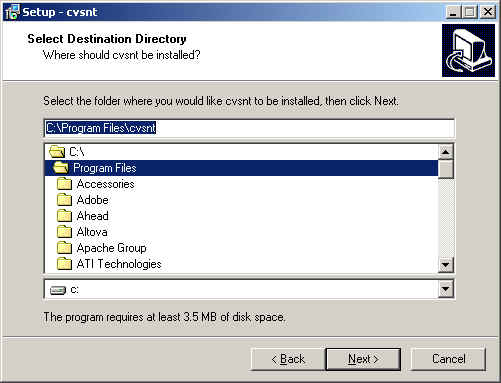 Setup - cvsnt
Select Destination Directory
Where should cvsnt be installed?
Select the folder where you would like cvsnt to be installed, then click Next.
C:\Program Files\cvsnt
C:\
Program Files
Accessories
Adobe
Ahead
Altova
Apache Group
ATI Technologies
c:
The program requires at least 3.5 MB of disk space.
< Back Next > Cancel